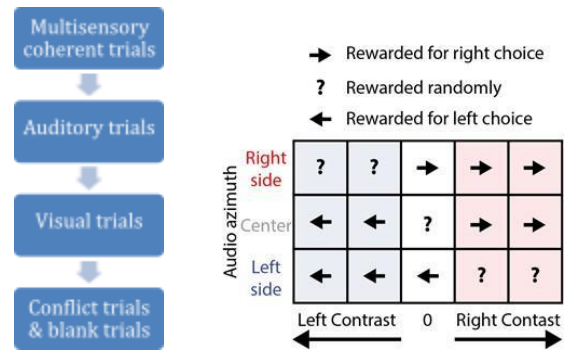 Multisensory
coherent trials
Auditory trials
Visual trials
Conflict trials
& blank trials
→ Rewarded for right choice
? Rewarded randomly
← Rewarded for left choice
Audio azimuth
Right
side
? ? → → →
Center
← ← ? → →
Left
side
← ← ← ? ?
Left Contrast 0 Right Contast